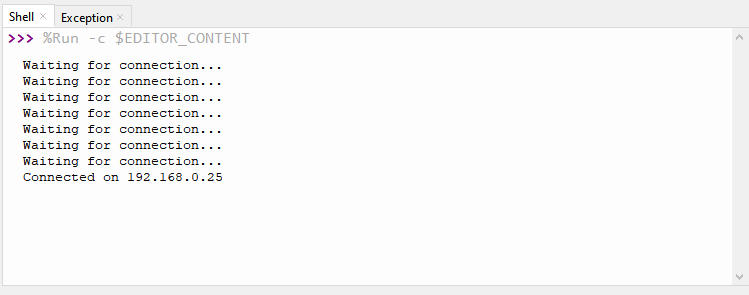 Shell × Exception ×
>>> %Run -c $EDITOR_CONTENT
Waiting for connection...
Waiting for connection...
Waiting for connection...
Waiting for connection...
Waiting for connection...
Waiting for connection...
Waiting for connection...
Connected on 192.168.0.25